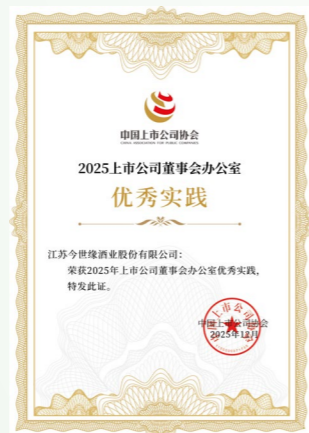 中国上市公司协会
CHINA ASSOCIATION FOR PUBLIC COMPANIES
2025上市公司董事会办公室
优秀实践
江苏今世缘酒业股份有限公司：
荣获2025年上市公司董事会办公室优秀实践，
特发此证。
中国上市公司协会
2025年12月